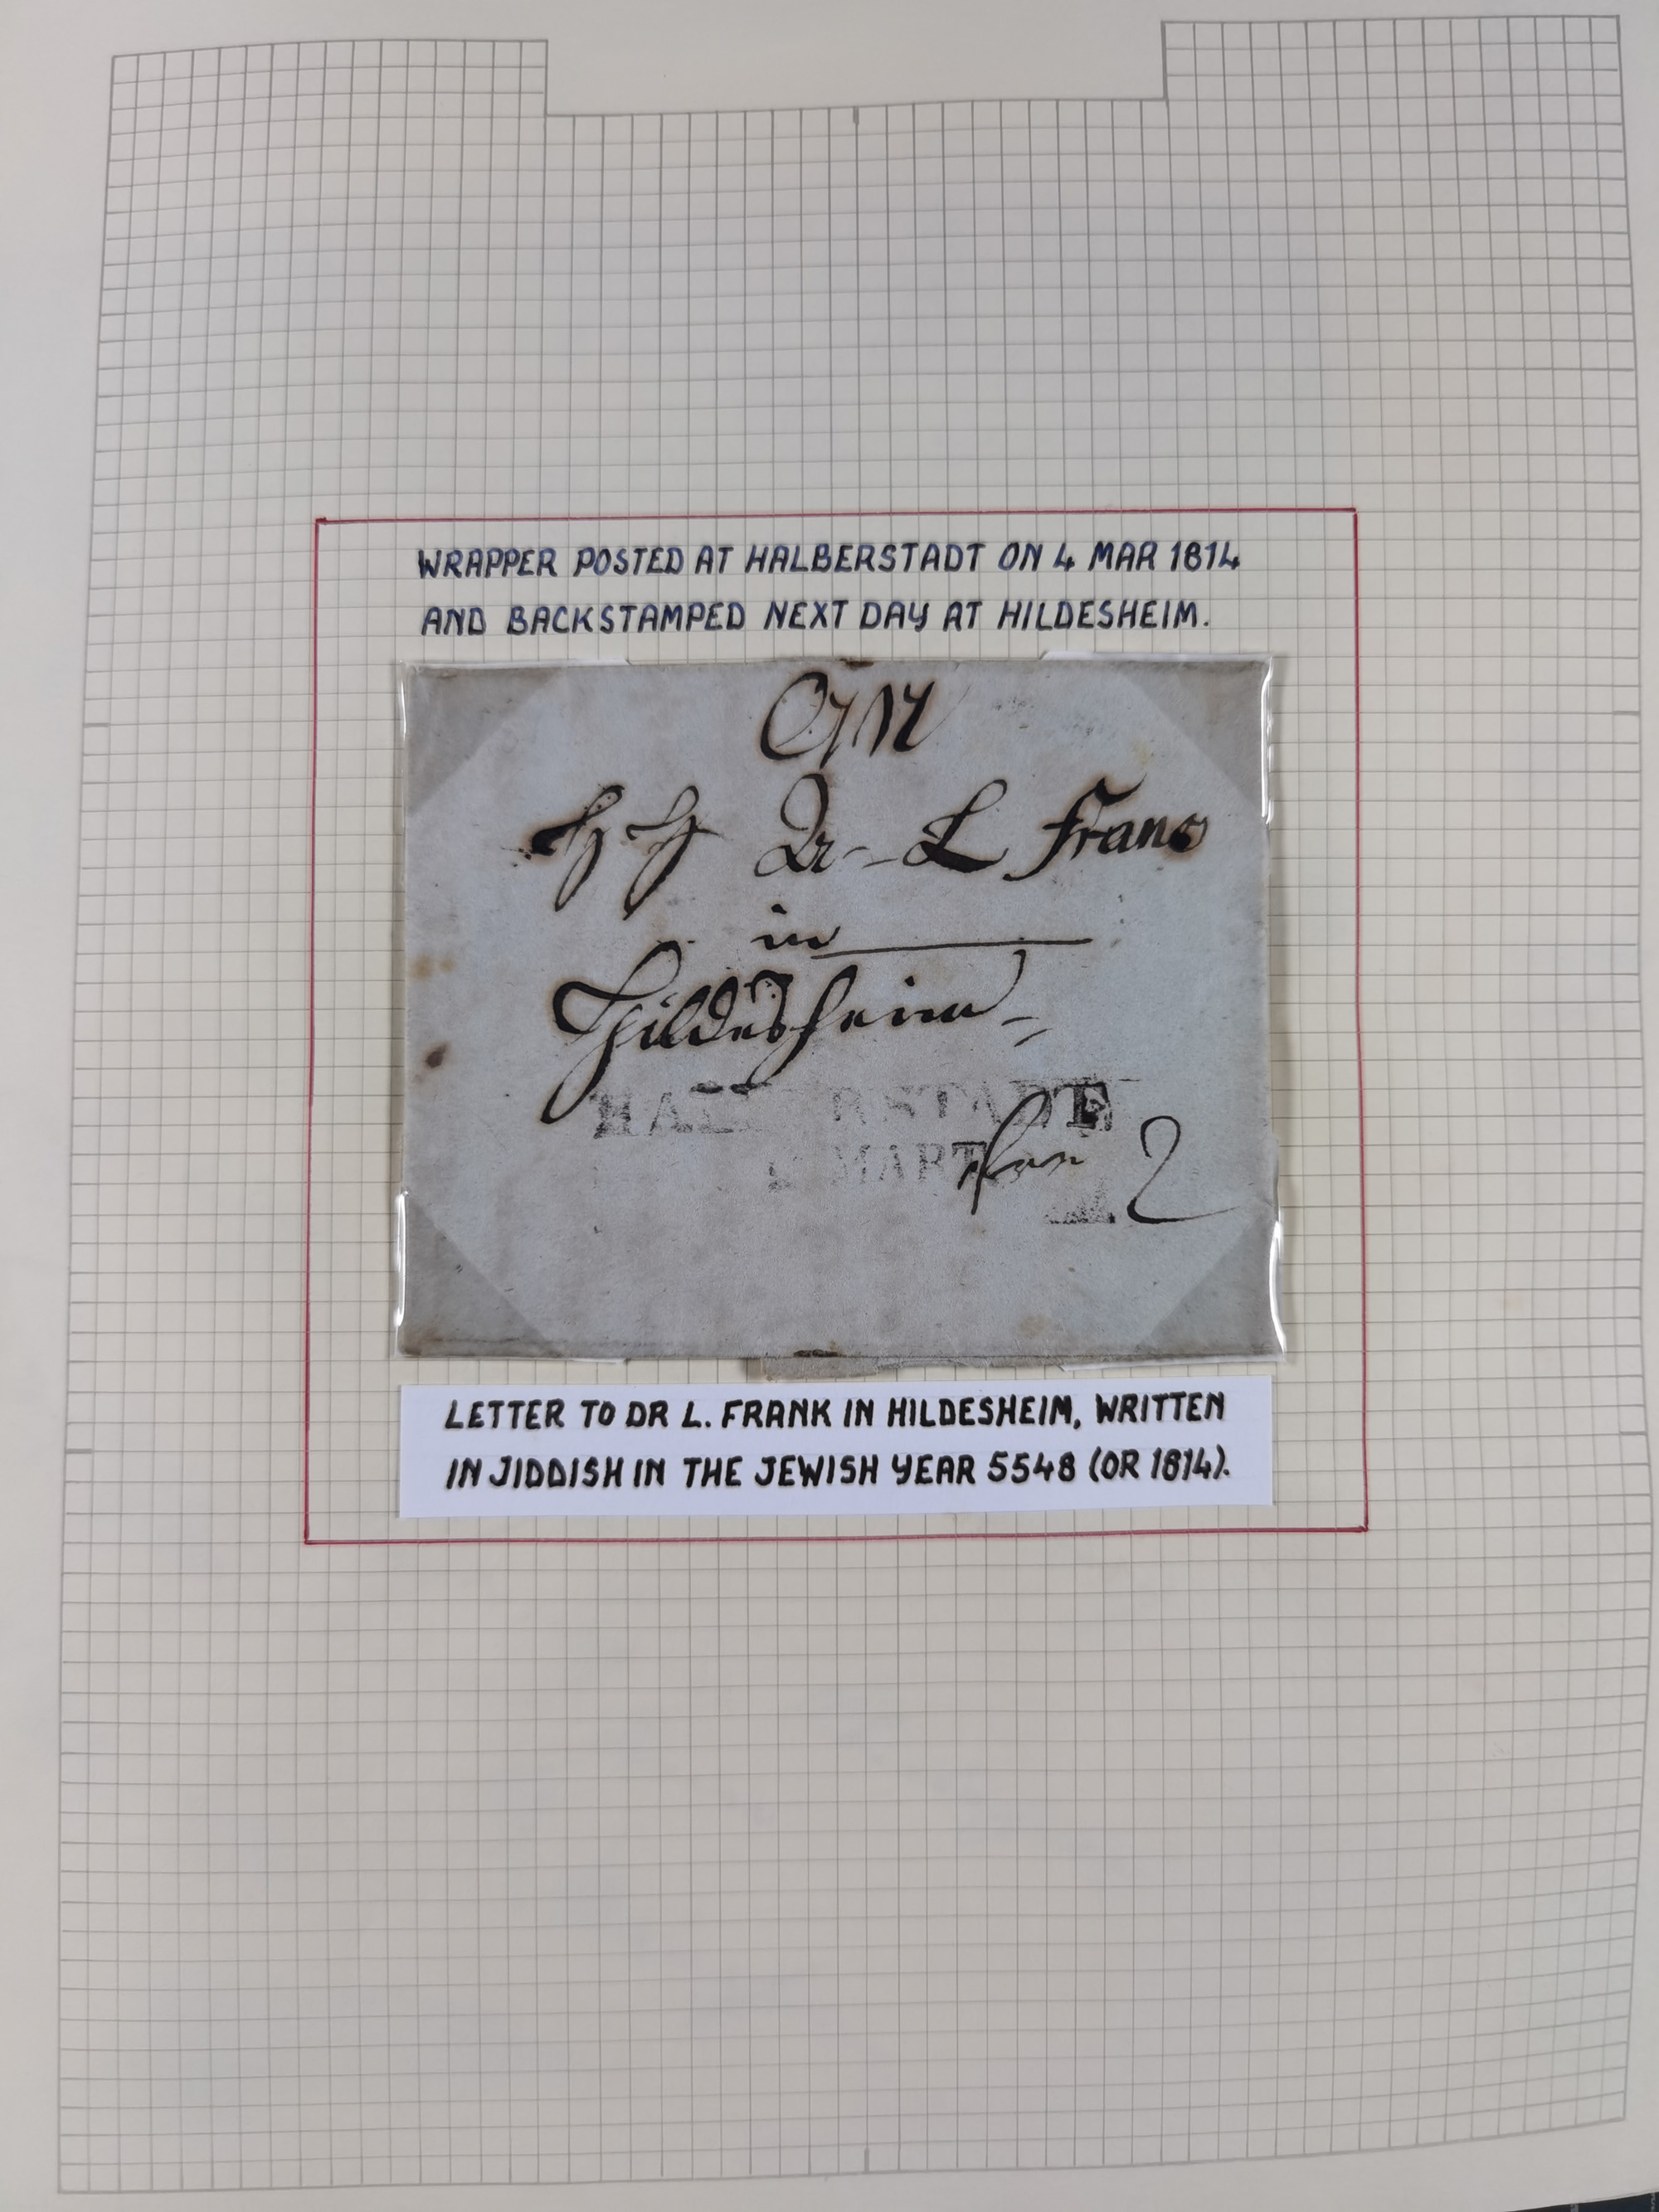 WRAPPER POSTED AT HALBERSTADT ON 4 MAR 1814
AND BACKSTAMPED NEXT DAY AT HILDESHEIM.
Dr L Franc
in
Hildesheim
MART
2
LETTER TO DR L. FRANK IN HILDESHEIM, WRITTEN
IN JIDDISH IN THE JEWISH YEAR 5548 (OR 1814).